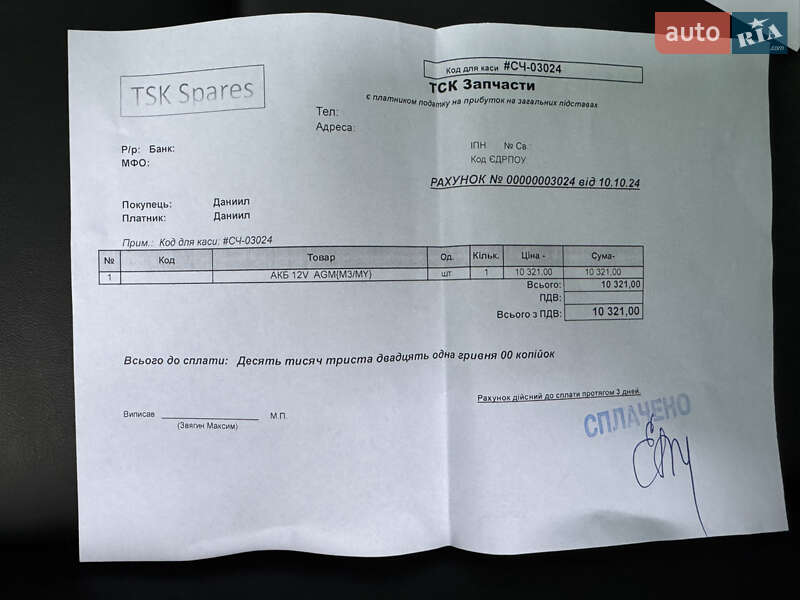 auto RIA .com
Код для каси #СЧ-03024
TSK Spares
ТСК Запчасти
є платником податку на прибуток на загальних підставах
Тел:
Адреса:
ІПН № Св.
Код ЄДРПОУ
Р/р: Банк:
МФО:
РАХУНОК № 00000003024 від 10.10.24
Покупець: Даниил
Платник: Даниил
Прим.: Код для каси: #СЧ-03024
№ Код Товар Од. Кільк. Ціна - Сума-
1 АКБ 12V AGM(M3/MY) шт 1 10 321,00 10 321,00
Всього: 10 321,00
ПДВ:
Всього з ПДВ: 10 321,00
Всього до сплати: Десять тисяч триста двадцять одна гривня 00 копійок
Рахунок дійсний до сплати протягом 3 дней.
СПЛАЧЕНО
Виписав М.П.
(Звягин Максим)